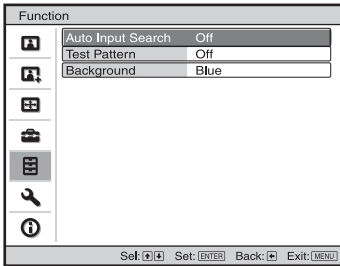 Function
Auto Input Search Off
Test Pattern Off
Background Blue
Sel: Set: ENTER Back: Exit: MENU